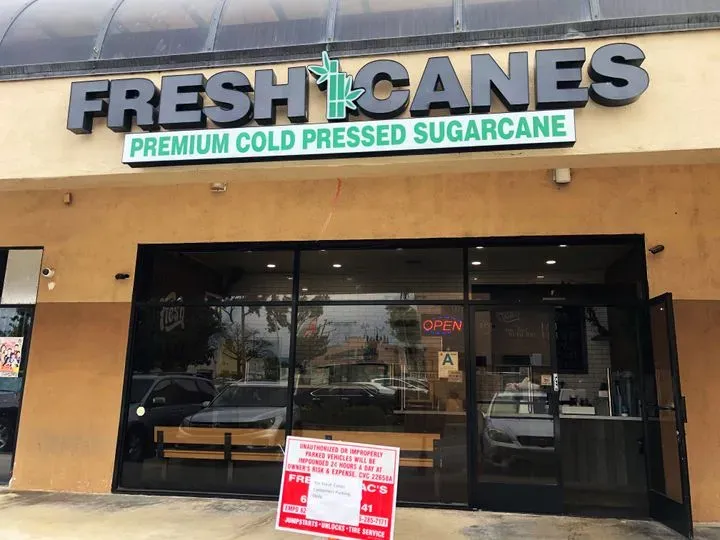 FRESH CANES
PREMIUM COLD PRESSED SUGARCANE
OPEN
A
UNAUTHORIZED OR IMPROPERLY
PARKED VEHICLES WILL BE
IMPOUNDED 24 HOURS A DAY AT
OWNER'S RISK & EXPENSE. CVC 22658A
JUMPSTARTS • UNLOCKS • TIRE SERVICE